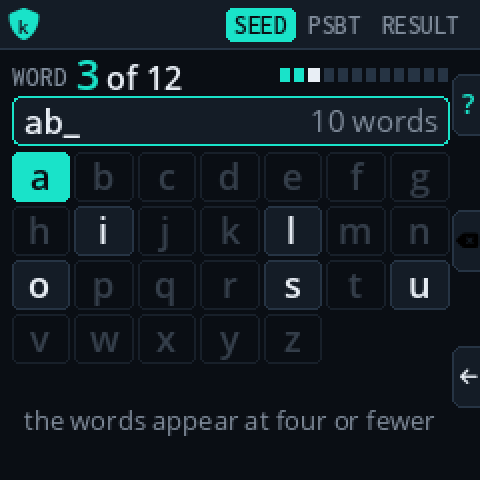 k SEED PSBT RESULT
WORD 3 of 12
?
ab_ 10 words
a b c d e f g
h i j k l m n
o p q r s t u
v w x y z
the words appear at four or fewer